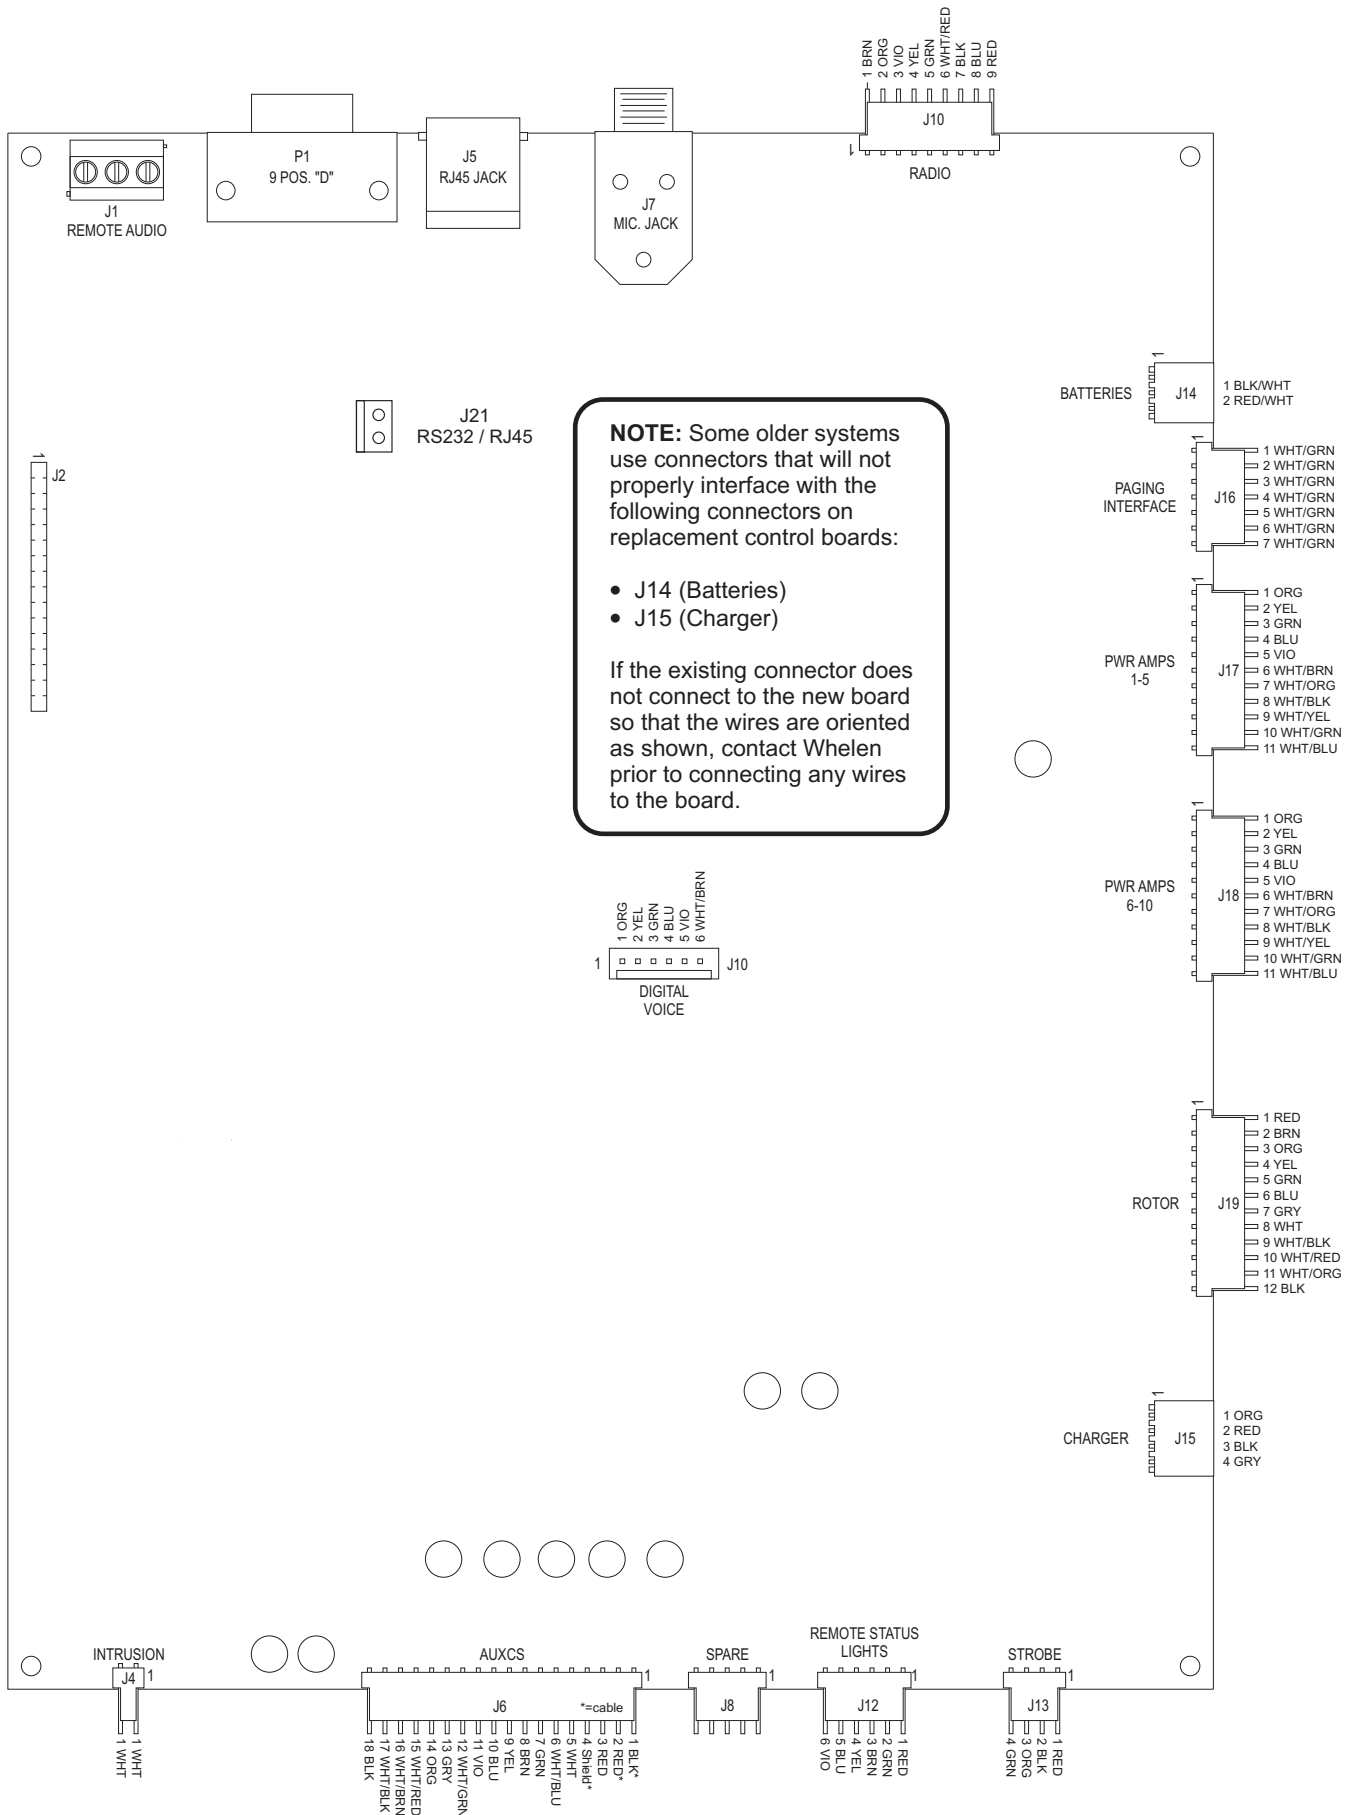 1 BRN
2 ORG
3 VIO
4 YEL
5 GRN
6 WHT/RED
7 BLK
8 BLU
9 RED
J10
1
RADIO
P1
9 POS. "D"
J5
RJ45 JACK
J7
MIC. JACK
J1
REMOTE AUDIO
1
BATTERIES
J14
1 BLK/WHT
2 RED/WHT
J21
RS232 / RJ45
1
J2
NOTE: Some older systems
use connectors that will not
properly interface with the
following connectors on
replacement control boards:
• J14 (Batteries)
• J15 (Charger)
If the existing connector does
not connect to the new board
so that the wires are oriented
as shown, contact Whelen
prior to connecting any wires
to the board.
1
PAGING
INTERFACE
J16
1 WHT/GRN
2 WHT/GRN
3 WHT/GRN
4 WHT/GRN
5 WHT/GRN
6 WHT/GRN
7 WHT/GRN
1
PWR AMPS
1-5
J17
1 ORG
2 YEL
3 GRN
4 BLU
5 VIO
6 WHT/BRN
7 WHT/ORG
8 WHT/BLK
9 WHT/YEL
10 WHT/GRN
11 WHT/BLU
1
PWR AMPS
6-10
J18
1 ORG
2 YEL
3 GRN
4 BLU
5 VIO
6 WHT/BRN
7 WHT/ORG
8 WHT/BLK
9 WHT/YEL
10 WHT/GRN
11 WHT/BLU
1 ORG
2 YEL
3 GRN
4 BLU
5 VIO
6 WHT/BRN
1
J10
DIGITAL
VOICE
1
ROTOR
J19
1 RED
2 BRN
3 ORG
4 YEL
5 GRN
6 BLU
7 GRY
8 WHT
9 WHT/BLK
10 WHT/RED
11 WHT/ORG
12 BLK
1
CHARGER
J15
1 ORG
2 RED
3 BLK
4 GRY
INTRUSION
J4
1
1 WHT
1 WHT
AUXCS
1
J6
*=cable
18 BLK
17 WHT/BLK
16 WHT/BRN
15 WHT/RED
14 ORG
13 GRY
12 WHT/GRN
11 VIO
10 BLU
9 YEL
8 BRN
7 GRN
6 WHT/BLU
5 WHT
4 Shield*
3 RED
2 RED*
1 BLK*
SPARE
1
J8
REMOTE STATUS
LIGHTS
1
J12
6 VIO
5 BLU
4 YEL
3 BRN
2 GRN
1 RED
STROBE
1
J13
4 GRN
3 ORG
2 BLK
1 RED